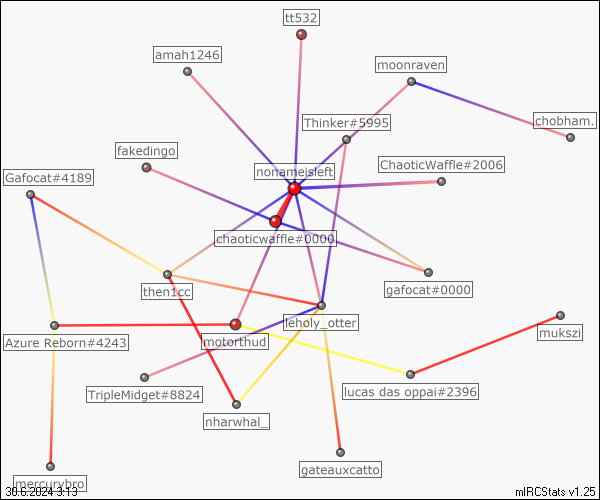 tt532
amah1246
moonraven
chobham.
Thinker#5995
fakedingo
ChaoticWaffle#2006
nonameisleft
Gafocat#4189
chaoticwaffle#0000
gafocat#0000
then1cc
leholy_otter
mukszi
Azure Reborn#4243
motorthud
TripleMidget#8824
lucas das oppai#2396
nharwhal_
gateauxcatto
mercurybro
30.6.2024 3:13
mIRCStats v1.25